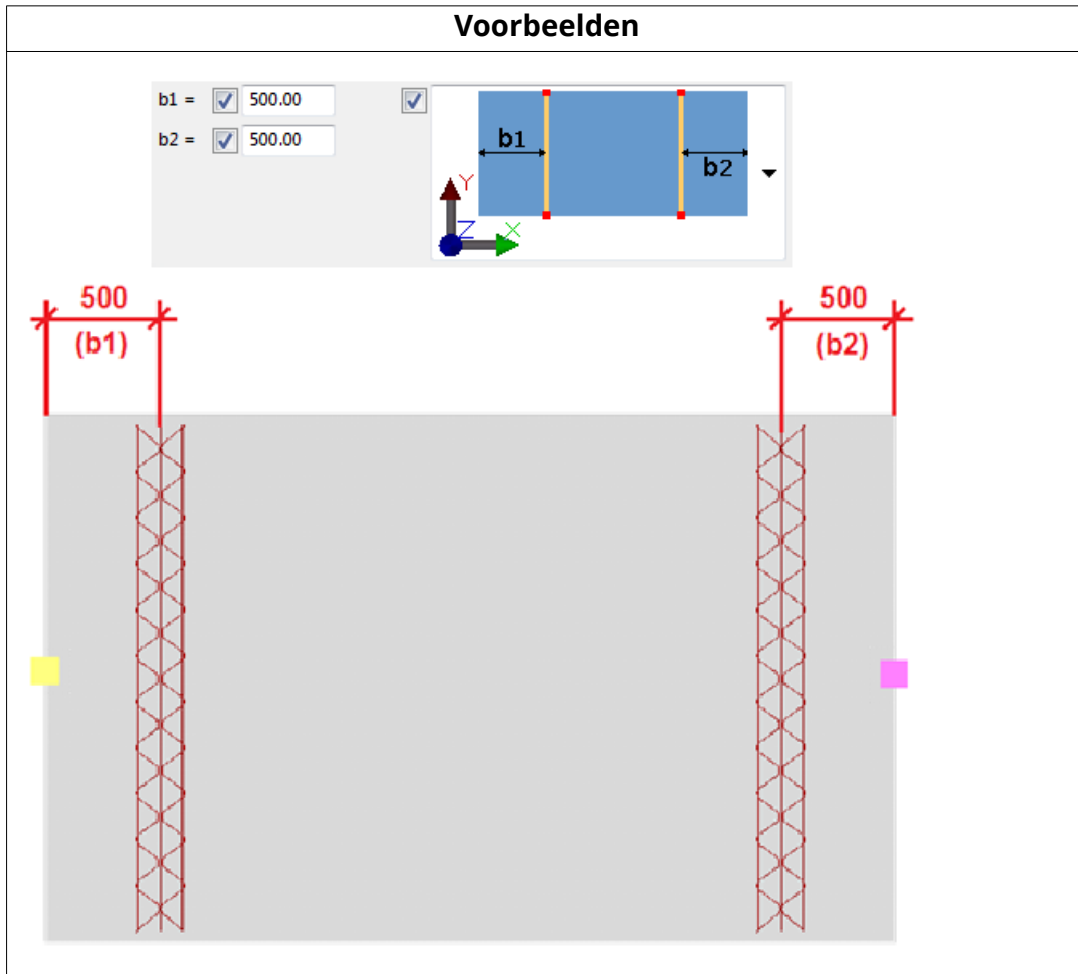 Voorbeelden
b1 = 500.00
b2 = 500.00
b1
b2
Y
Z X
500 500
(b1) (b2)